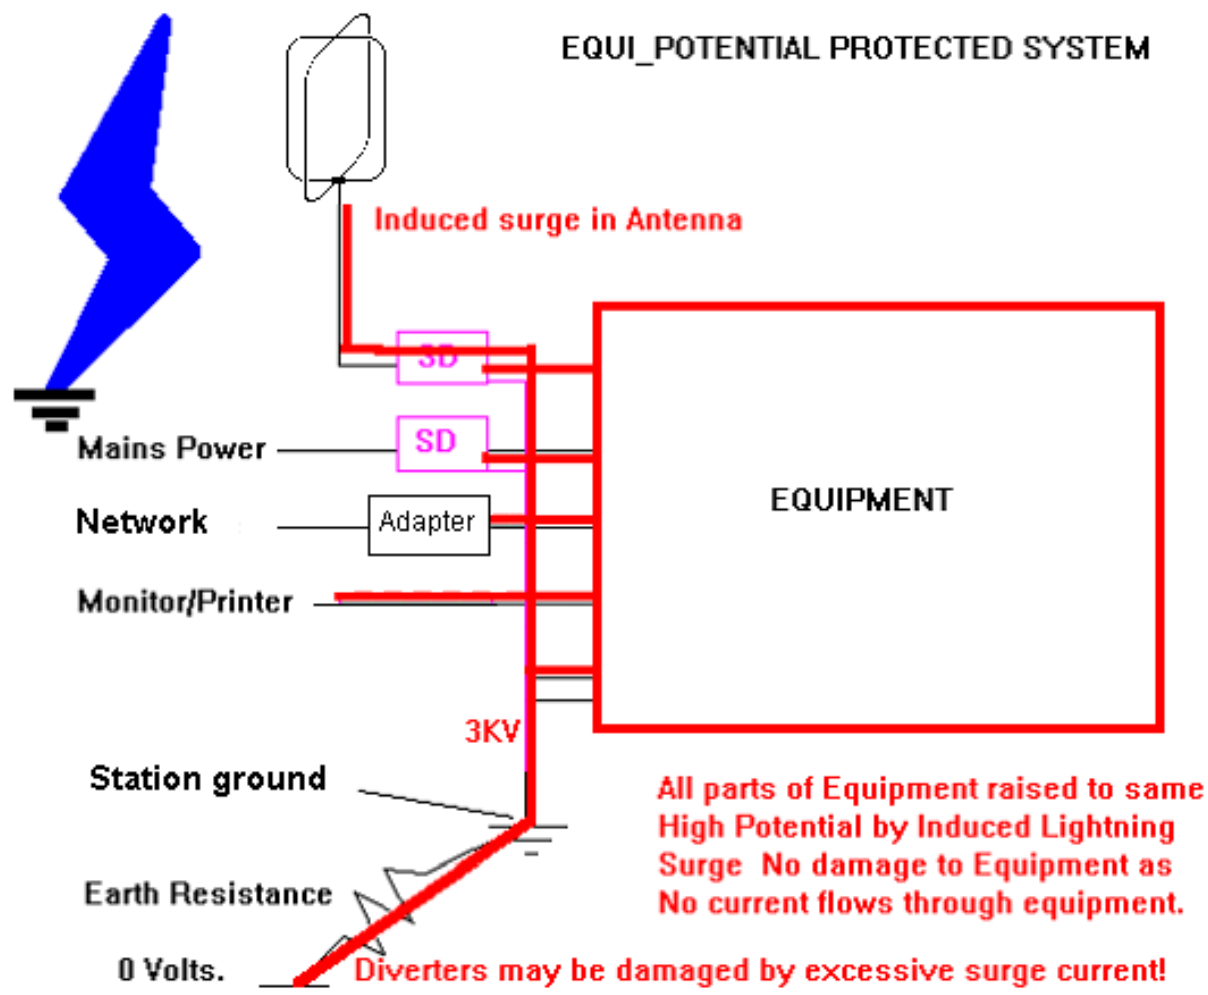 EQUI_POTENTIAL PROTECTED SYSTEM
Induced surge in Antenna
SD
Mains Power
SD
EQUIPMENT
Network
Adapter
Monitor/Printer
3KV
Station ground
All parts of Equipment raised to same
High Potential by Induced Lightning
Surge No damage to Equipment as
No current flows through equipment.
Earth Resistance
0 Volts.
Diverters may be damaged by excessive surge current!